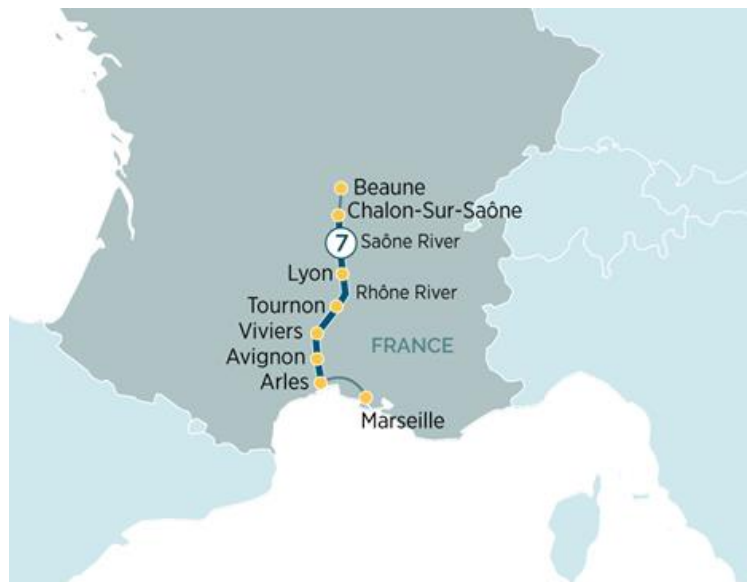 Beaune
Chalon-Sur-Saône
7
Saône River
Lyon
Rhône River
Tournon
Viviers
FRANCE
Avignon
Arles
Marseille